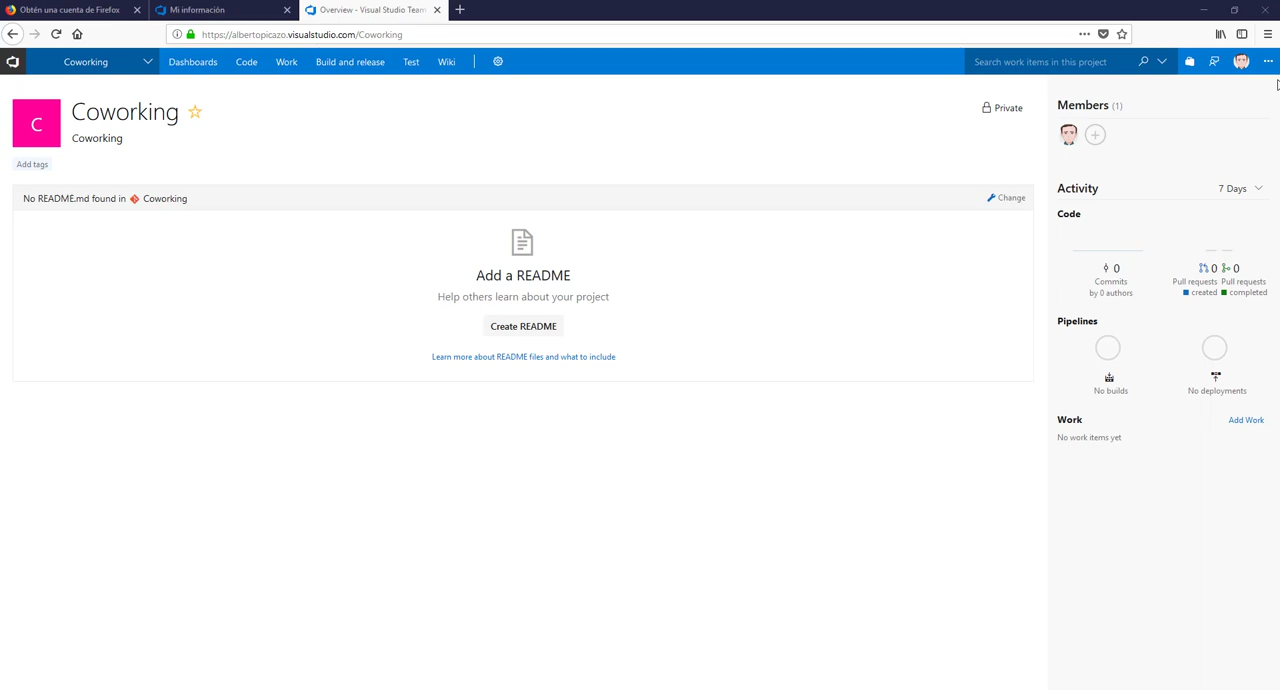 Obtén una cuenta de Firefox
Mi información
Overview - Visual Studio Team
https://albertopicazo.visualstudio.com/Coworking
Coworking
Dashboards
Code
Work
Build and release
Test
Wiki
Search work items in this project
C
Coworking
Coworking
Private
Add tags
No README.md found in Coworking
Change
Add a README
Help others learn about your project
Create README
Learn more about README files and what to include
Members (1)
Activity
7 Days
Code
0
Commits
by 0 authors
0 0
Pull requests Pull requests
created completed
Pipelines
No builds
No deployments
Work
Add Work
No work items yet